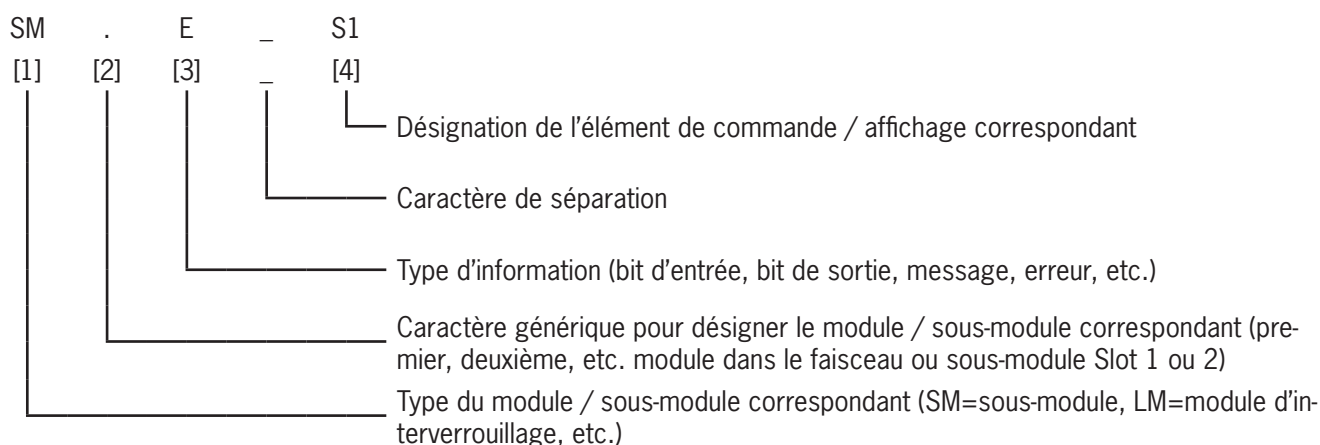 SM . E _ S1
[1] [2] [3] _ [4]
Désignation de l'élément de commande / affichage correspondant
Caractère de séparation
Type d'information (bit d'entrée, bit de sortie, message, erreur, etc.)
Caractère générique pour désigner le module / sous-module correspondant (pre-
mier, deuxième, etc. module dans le faisceau ou sous-module Slot 1 ou 2)
Type du module / sous-module correspondant (SM=sous-module, LM=module d'in-
terverrouillage, etc.)